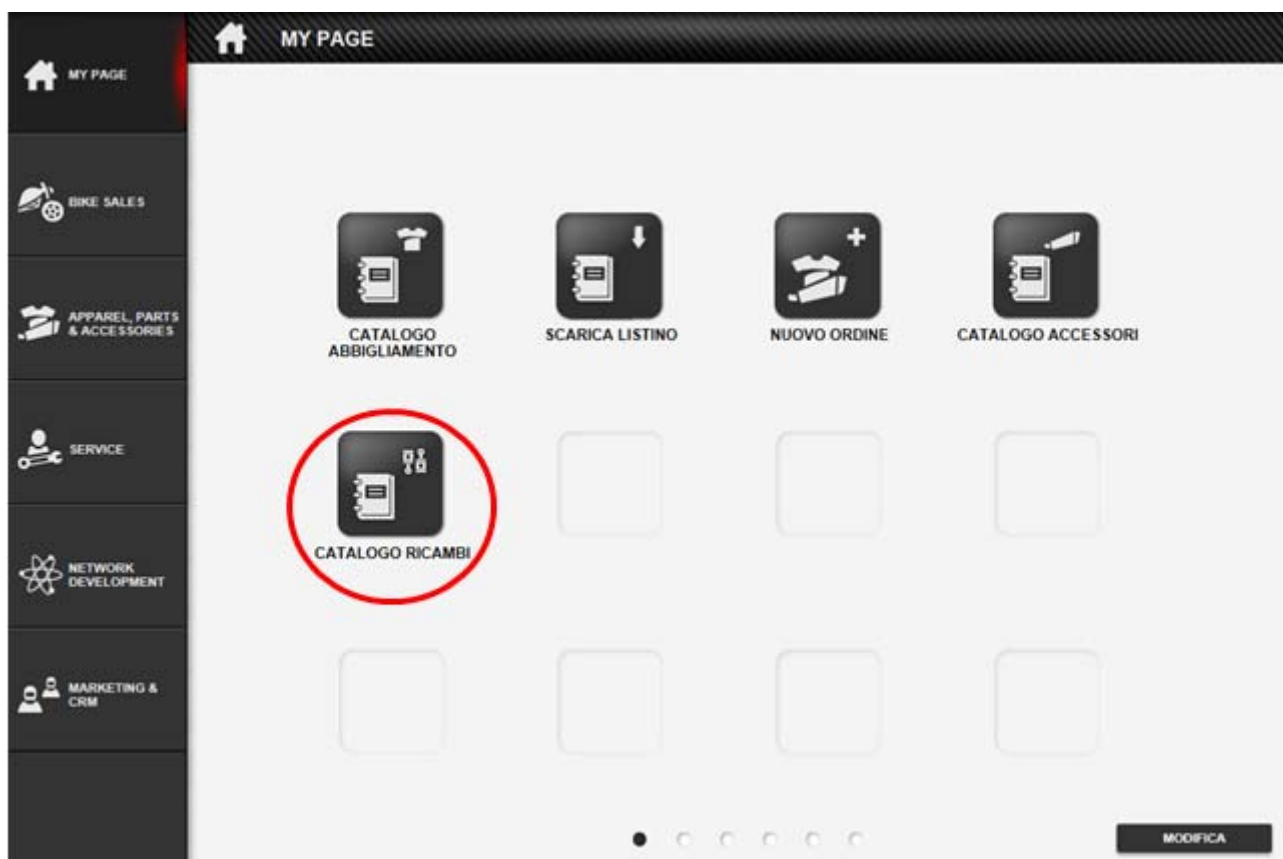 MY PAGE
MY PAGE
BIKE SALES
APPAREL, PARTS
& ACCESSORIES
SERVICE
NETWORK
DEVELOPMENT
MARKETING &
CRM
CATALOGO
ABBIGLIAMENTO
SCARICA LISTINO
NUOVO ORDINE
CATALOGO ACCESSORI
CATALOGO RICAMBI
MODIFICA